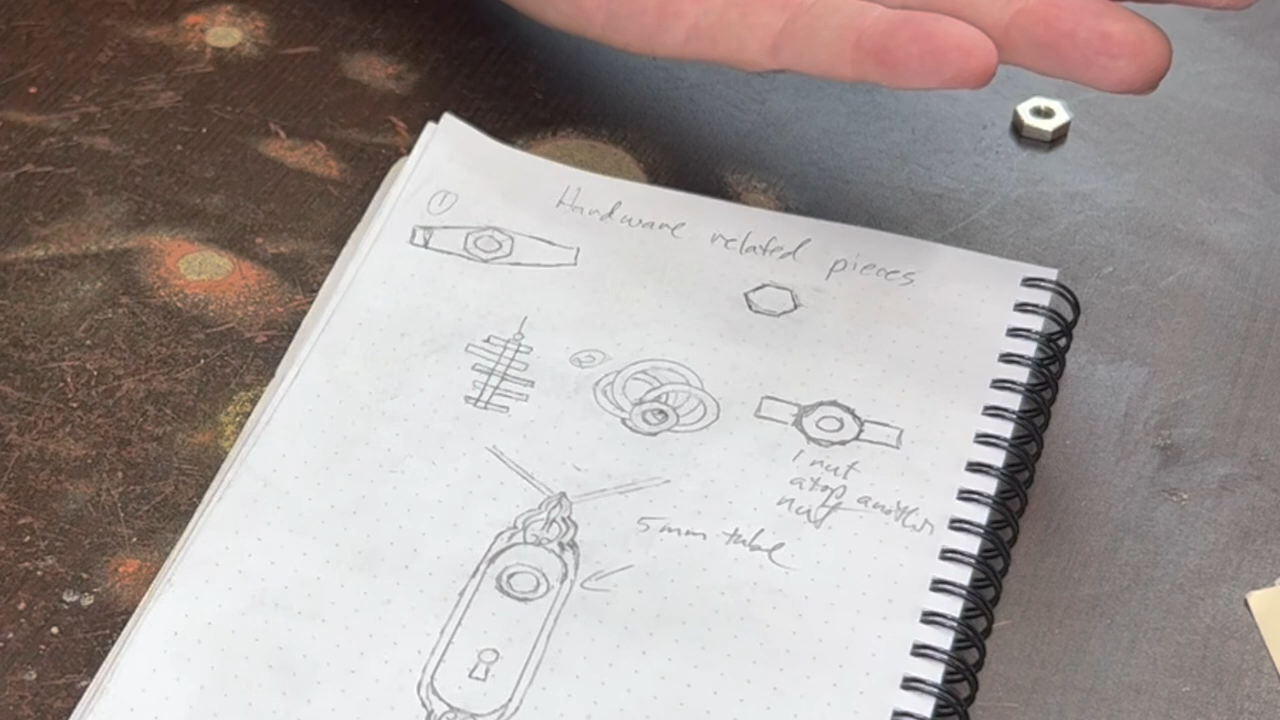 Hardware related pieces
①
1 nut
atop another
nut
5mm tube